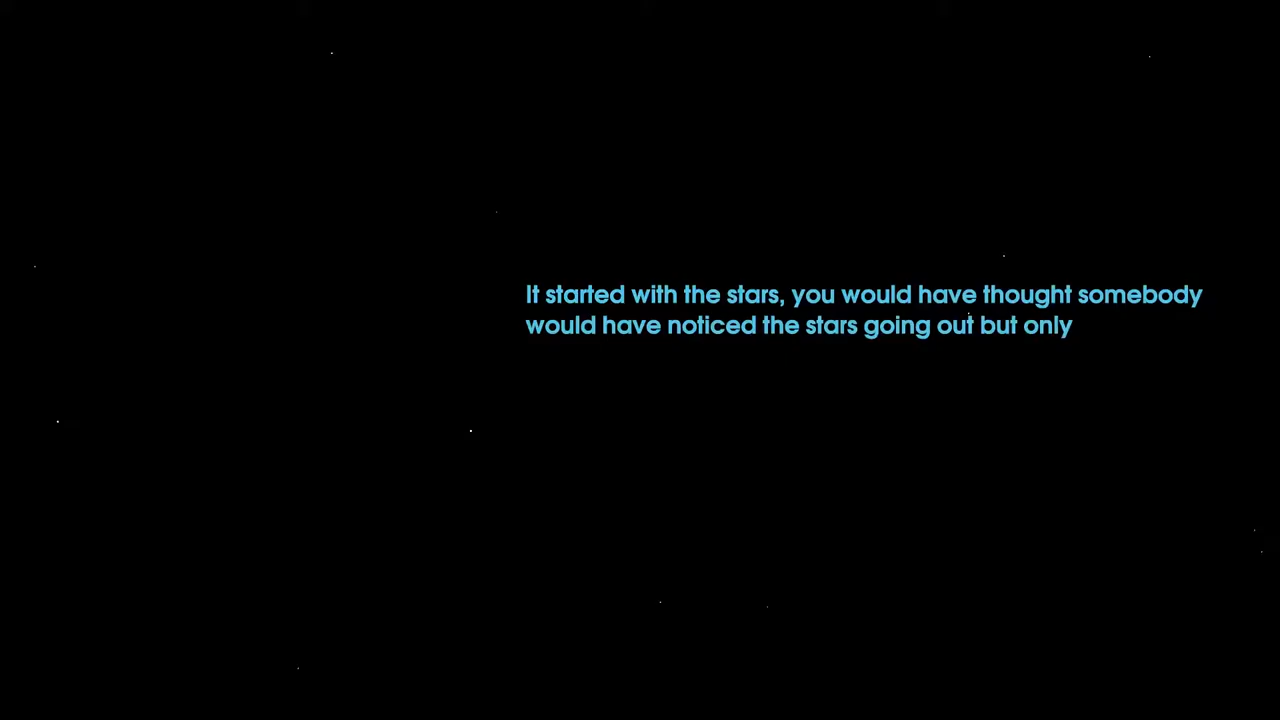 It started with the stars, you would have thought somebody
would have noticed the stars going out but only